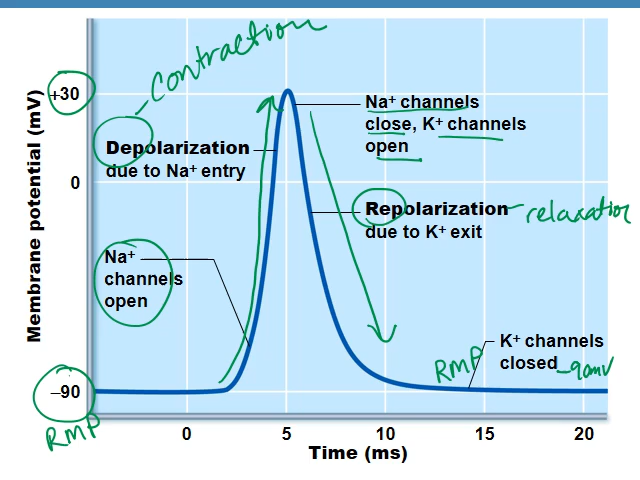 contraction
+30
Na⁺ channels
close, K⁺ channels
open
Depolarization
due to Na⁺ entry
0
Repolarization
due to K⁺ exit
relaxation
Na⁺
channels
open
K⁺ channels
closed
RMP
-90mV
–90
RMP
0 5 10 15 20
Time (ms)
Membrane potential (mV)